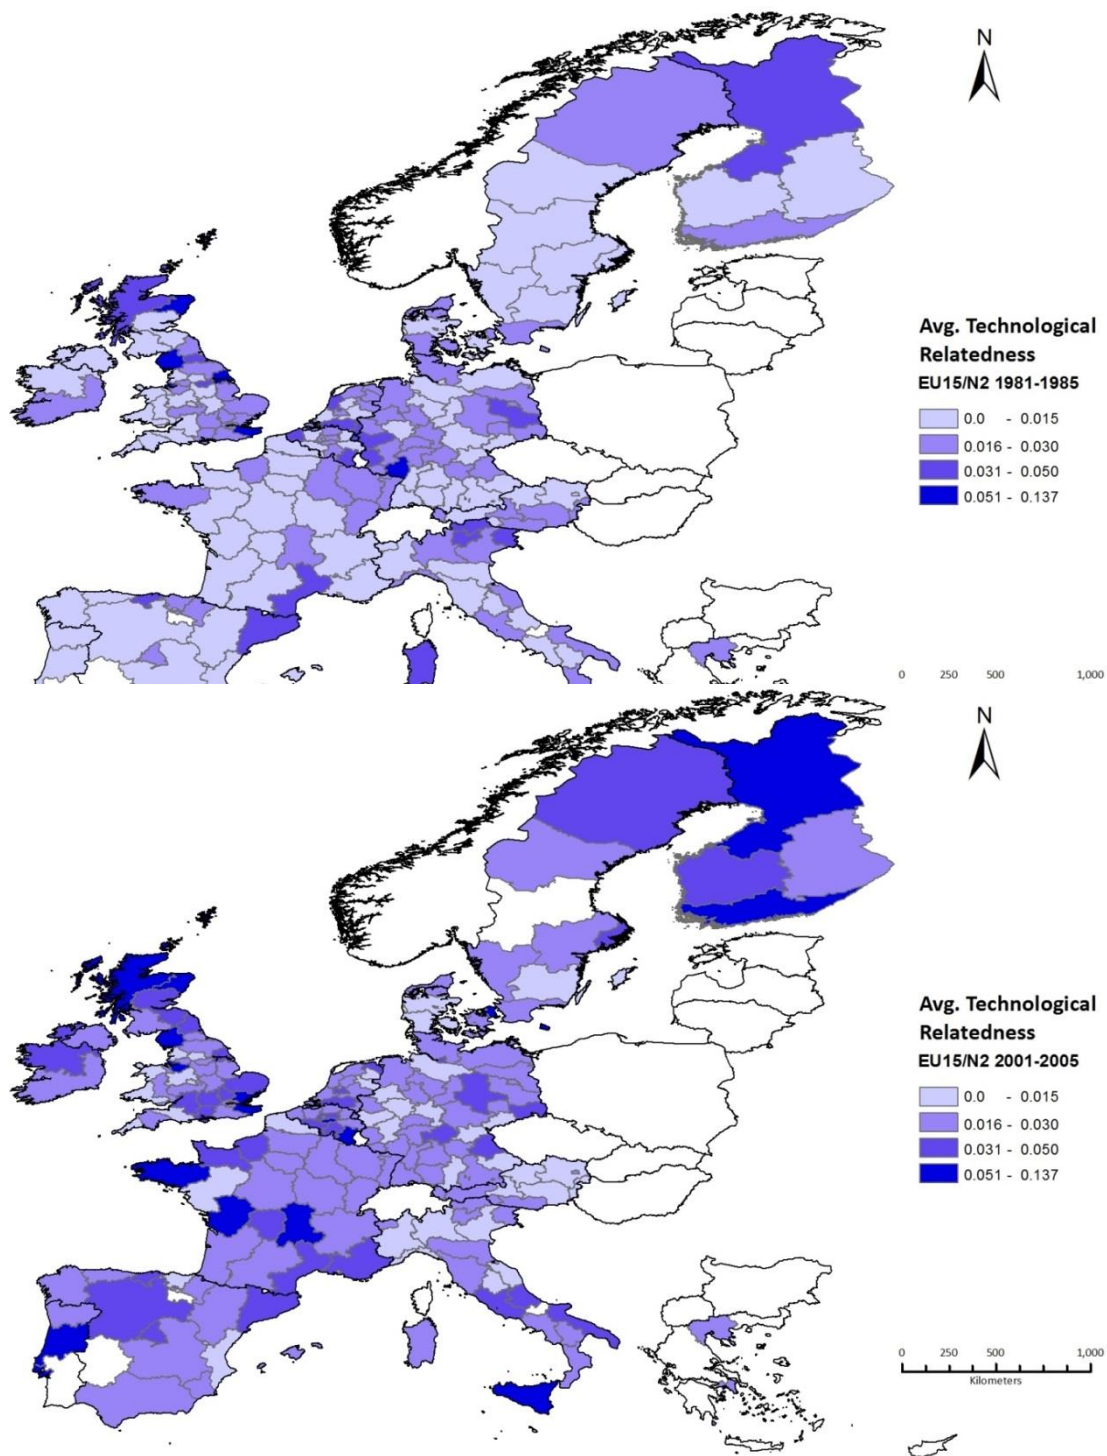 N
Avg. Technological
Relatedness
EU15/N2 1981-1985
0.0 - 0.015
0.016 - 0.030
0.031 - 0.050
0.051 - 0.137
0 250 500 1,000
N
Avg. Technological
Relatedness
EU15/N2 2001-2005
0.0 - 0.015
0.016 - 0.030
0.031 - 0.050
0.051 - 0.137
0 250 500 1,000
Kilometers